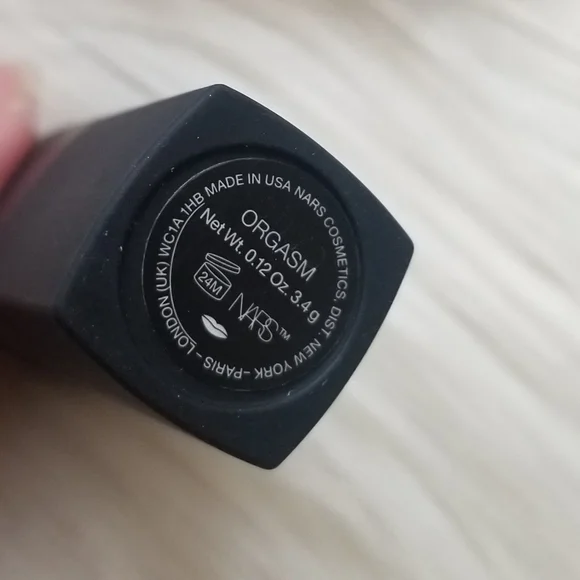 ORGASM
Net Wt. 0.12 Oz. 3.4 g
24M
NARS™
MADE IN USA NARS COSMETICS, DIST. NEW YORK -PARIS - LONDON (UK) WC1A 1HB